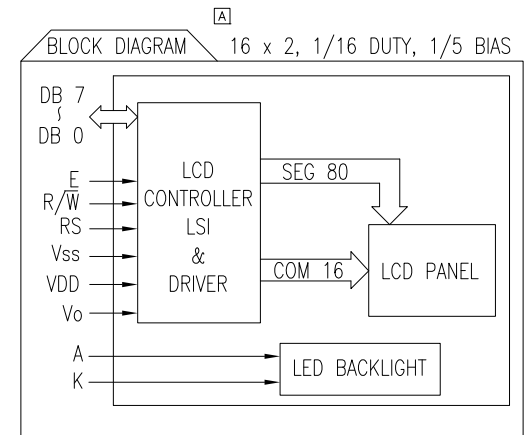 A
BLOCK DIAGRAM
16 x 2, 1/16 DUTY, 1/5 BIAS
DB 7
~
DB 0
E
R/W̅
RS
Vss
VDD
Vo
A
K
LCD
CONTROLLER
LSI
&
DRIVER
SEG 80
COM 16
LCD PANEL
LED BACKLIGHT